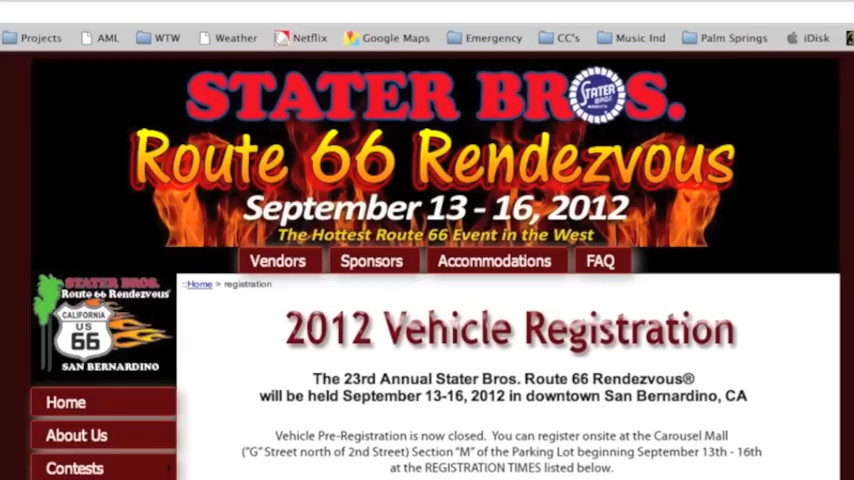 Projects AML WTW Weather Netflix Google Maps Emergency CC's Music Ind Palm Springs iDisk
STATER BROS.
STATER BROS. MARKETS
Route 66 Rendezvous
September 13 - 16, 2012
The Hottest Route 66 Event in the West
Vendors Sponsors Accommodations FAQ
STATER BROS.
Route 66 Rendezvous®
CALIFORNIA
US
66
SAN BERNARDINO
::Home > registration
2012 Vehicle Registration
The 23rd Annual Stater Bros. Route 66 Rendezvous®
will be held September 13-16, 2012 in downtown San Bernardino, CA
Home
About Us
Contests
Vehicle Pre-Registration is now closed. You can register onsite at the Carousel Mall
("G" Street north of 2nd Street) Section "M" of the Parking Lot beginning September 13th - 16th
at the REGISTRATION TIMES listed below.